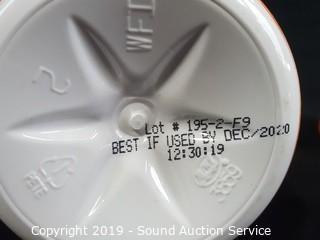 WFI
2
Lot # 195-2-F9
BEST IF USED BY DEC/2020
12:30:19
Copyright 2019 - Sound Auction Service